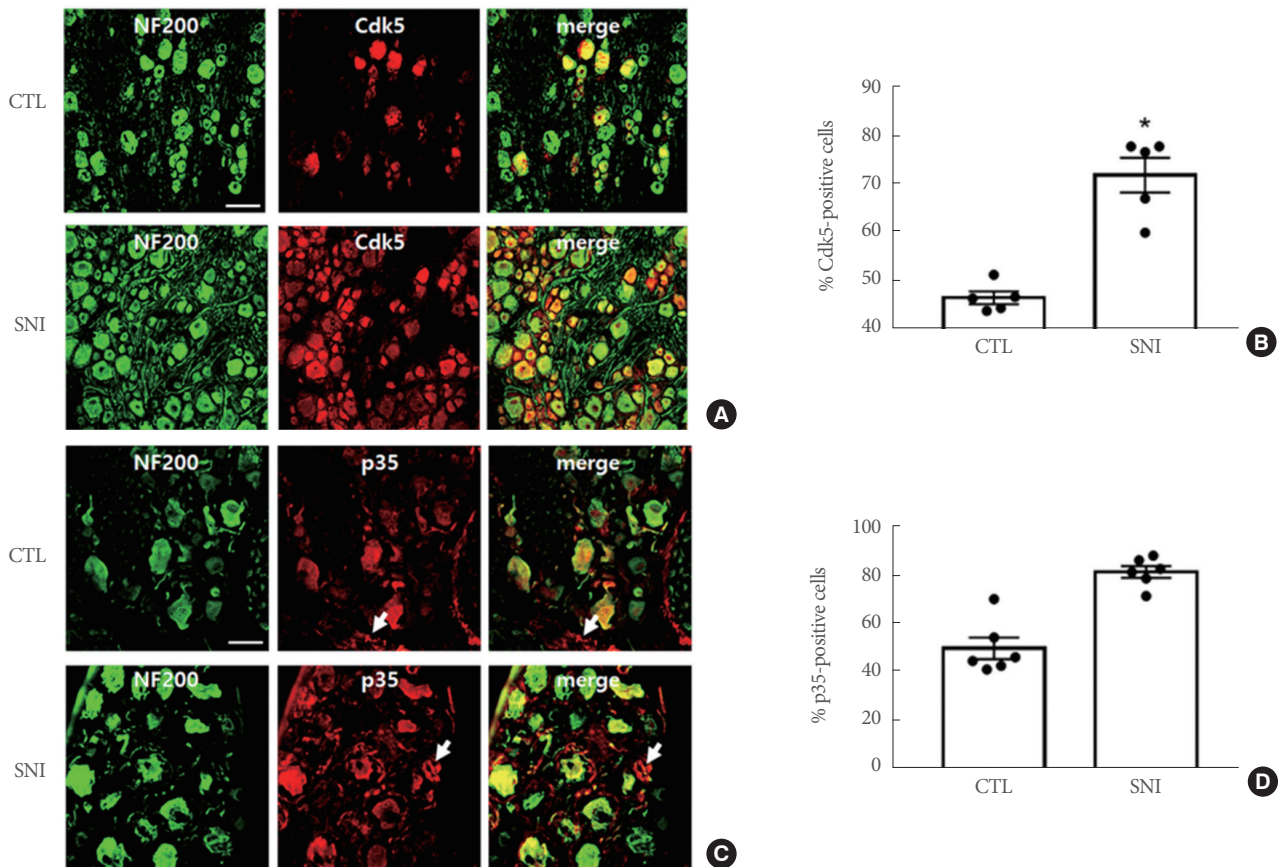 NF200 Cdk5 merge
CTL
NF200 Cdk5 merge
SNI
A
% Cdk5-positive cells
90
80
70
60
50
40
*
CTL SNI
B
NF200 p35 merge
CTL
NF200 p35 merge
SNI
C
% p35-positive cells
100
80
60
40
20
0
CTL SNI
D